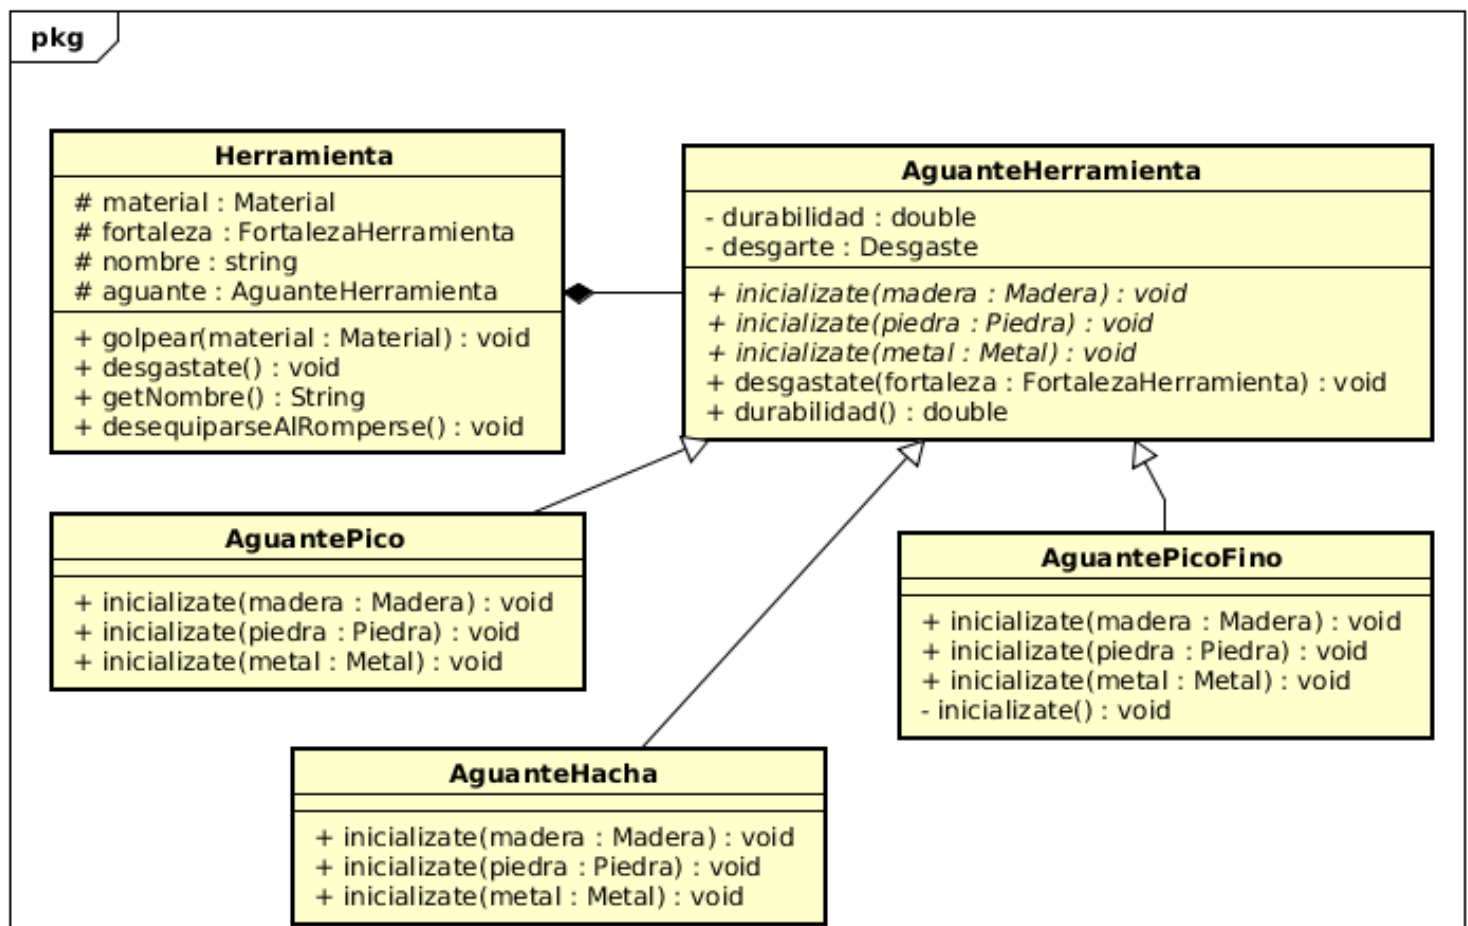 pkg
Herramienta
# material : Material
# fortaleza : FortalezaHerramienta
# nombre : string
# aguante : AguanteHerramienta
+ golpear(material : Material) : void
+ desgastate() : void
+ getNombre() : String
+ desequiparseAlRomperse() : void
AguanteHerramienta
- durabilidad : double
- desgarte : Desgaste
+ inicializate(madera : Madera) : void
+ inicializate(piedra : Piedra) : void
+ inicializate(metal : Metal) : void
+ desgastate(fortaleza : FortalezaHerramienta) : void
+ durabilidad() : double
AguantePico
+ inicializate(madera : Madera) : void
+ inicializate(piedra : Piedra) : void
+ inicializate(metal : Metal) : void
AguantePicoFino
+ inicializate(madera : Madera) : void
+ inicializate(piedra : Piedra) : void
+ inicializate(metal : Metal) : void
- inicializate() : void
AguanteHacha
+ inicializate(madera : Madera) : void
+ inicializate(piedra : Piedra) : void
+ inicializate(metal : Metal) : void